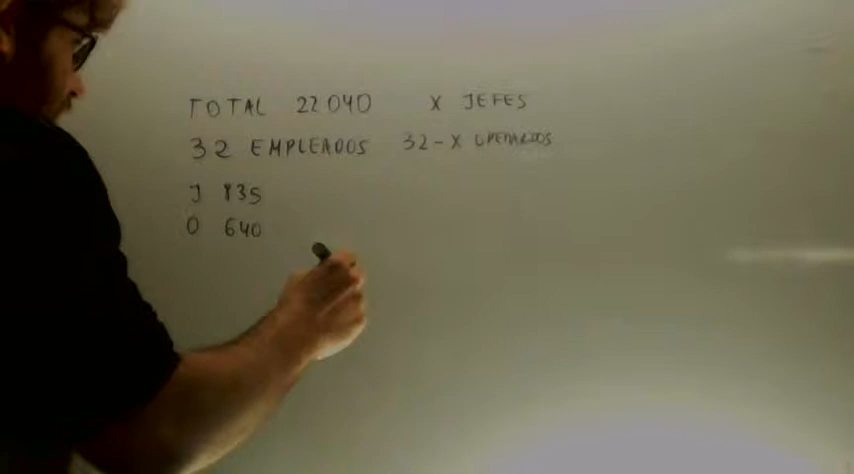 TOTAL 22040 X JEFES
32 EMPLEADOS 32-X OPERARIOS
J 835
O 640